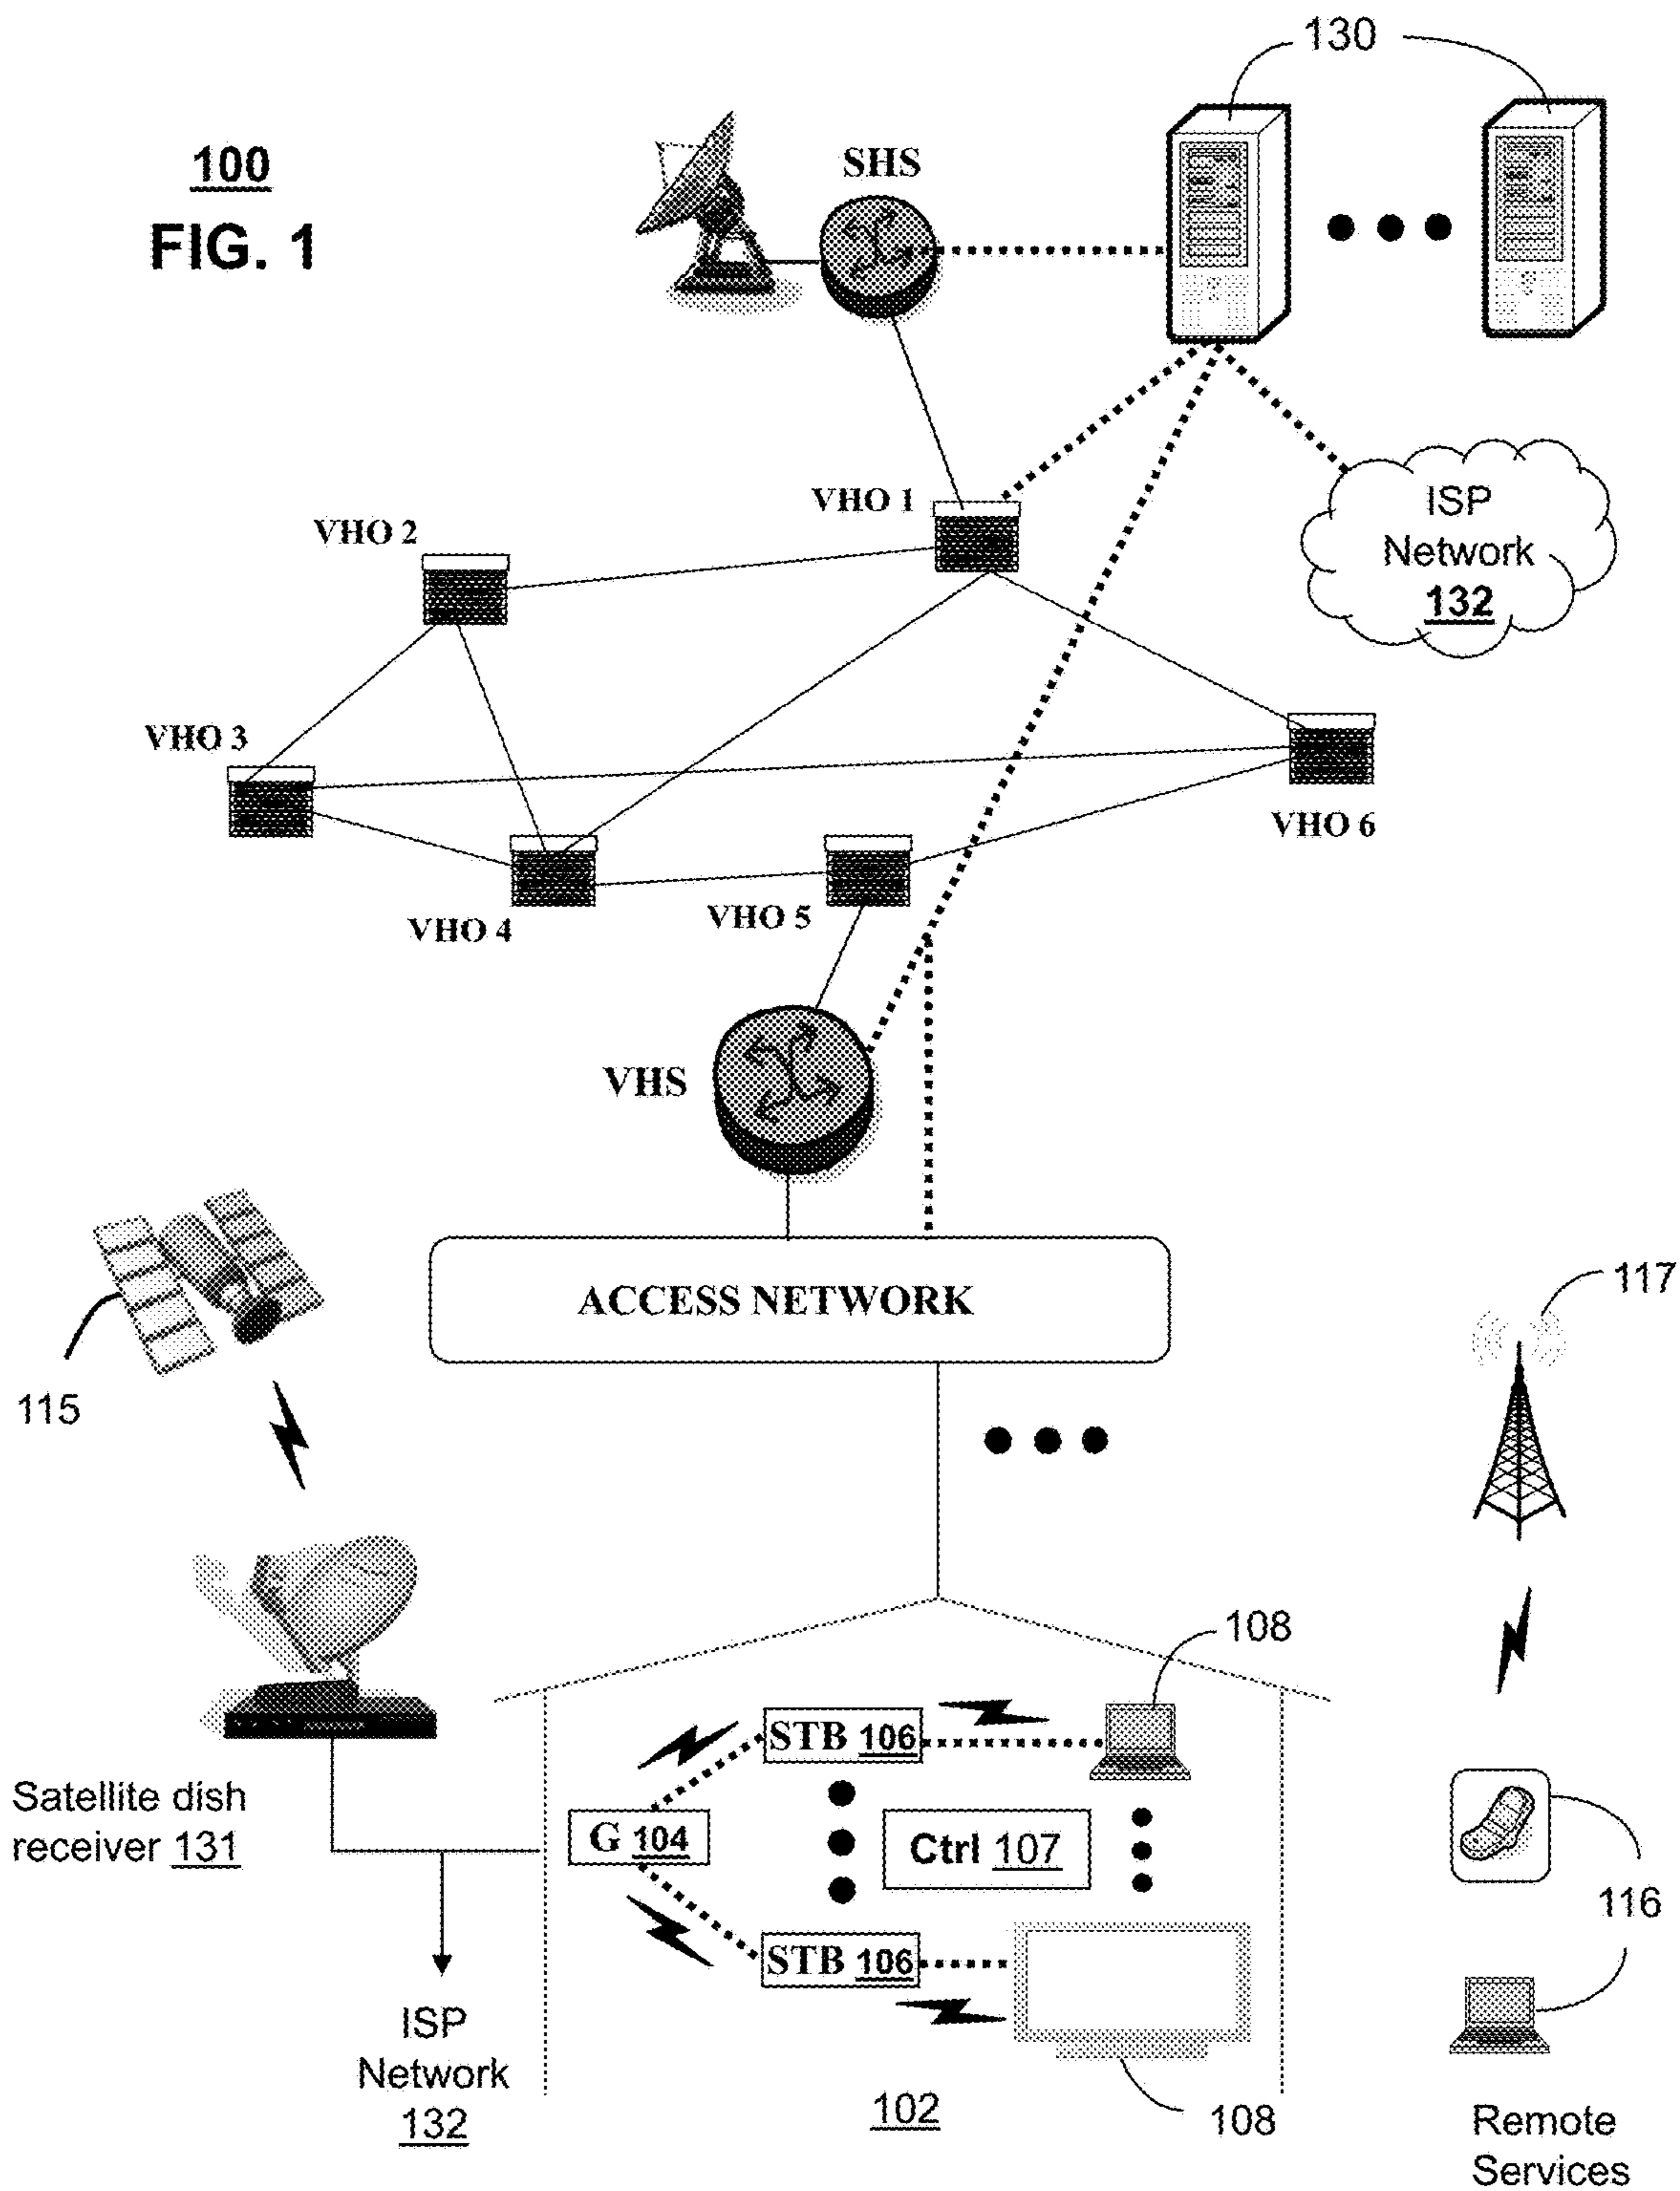 130
100
FIG. 1
SHS
ISP
Network
132
VHO 1
VHO 2
VHO 3
VHO 6
VHO 4
VHO 5
VHS
ACCESS NETWORK
117
115
108
STB 106
Satellite dish
receiver 131
G 104
Ctrl 107
116
STB 106
ISP
Network
132
102
108
Remote
Services